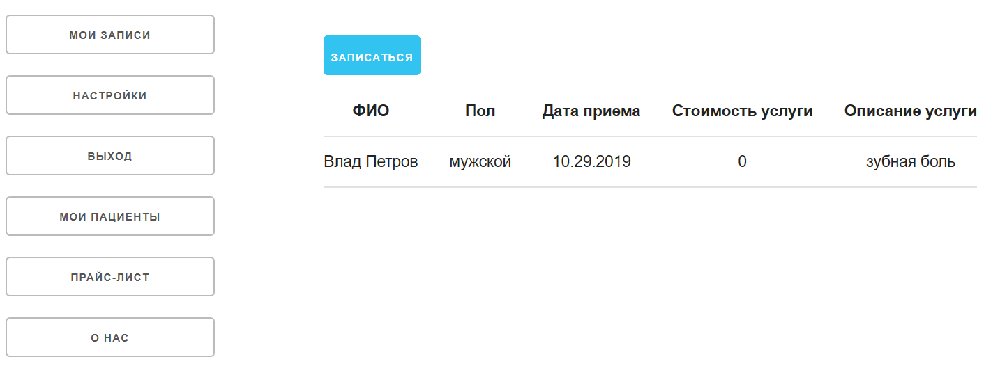 МОИ ЗАПИСИ
НАСТРОЙКИ
ВЫХОД
МОИ ПАЦИЕНТЫ
ПРАЙС-ЛИСТ
О НАС
ЗАПИСАТЬСЯ
ФИО Пол Дата приема Стоимость услуги Описание услуги
Влад Петров мужской 10.29.2019 0 зубная боль